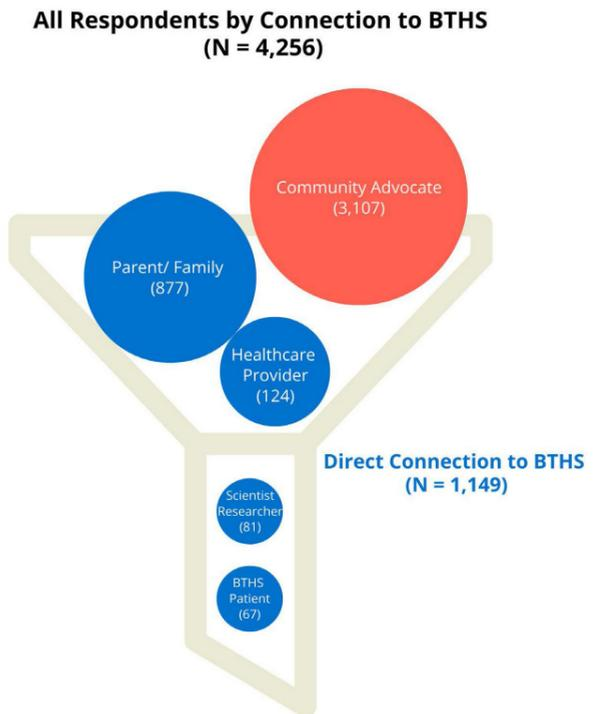 All Respondents by Connection to BTHS
(N = 4,256)
Community Advocate
(3,107)
Parent/ Family
(877)
Healthcare
Provider
(124)
Direct Connection to BTHS
(N = 1,149)
Scientist
Researcher
(81)
BTHS
Patient
(67)